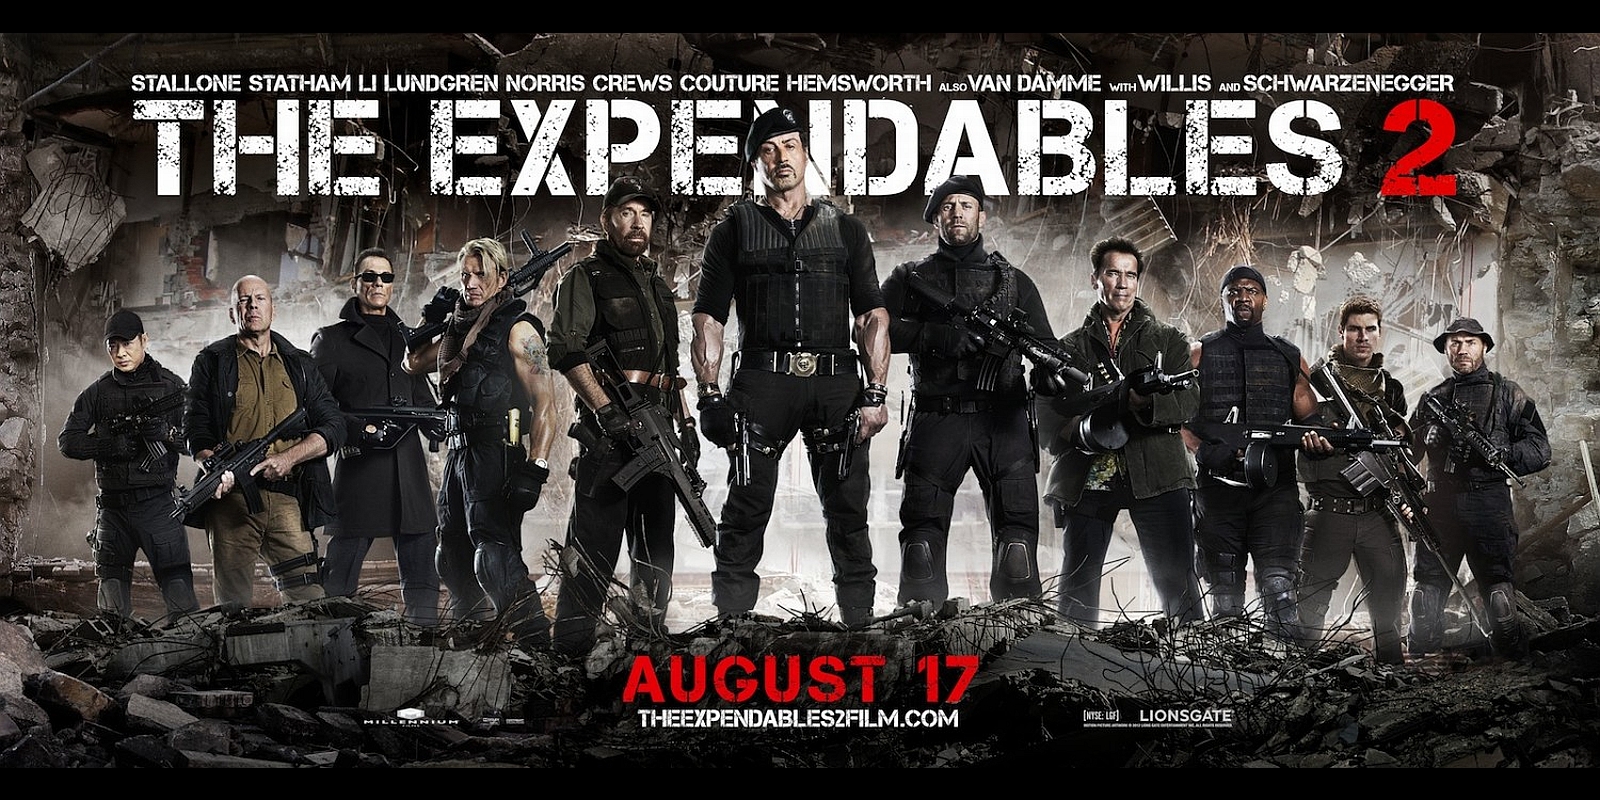 STALLONE STATHAM LI LUNDGREN NORRIS CREWS COUTURE HEMSWORTH ALSO VAN DAMME WITH WILLIS AND SCHWARZENEGGER
THE EXPENDABLES 2
AUGUST 17
THEEXPENDABLES2FILM.COM
MILLENNIUM
FILMS
[NYSE: LGF]
LIONSGATE